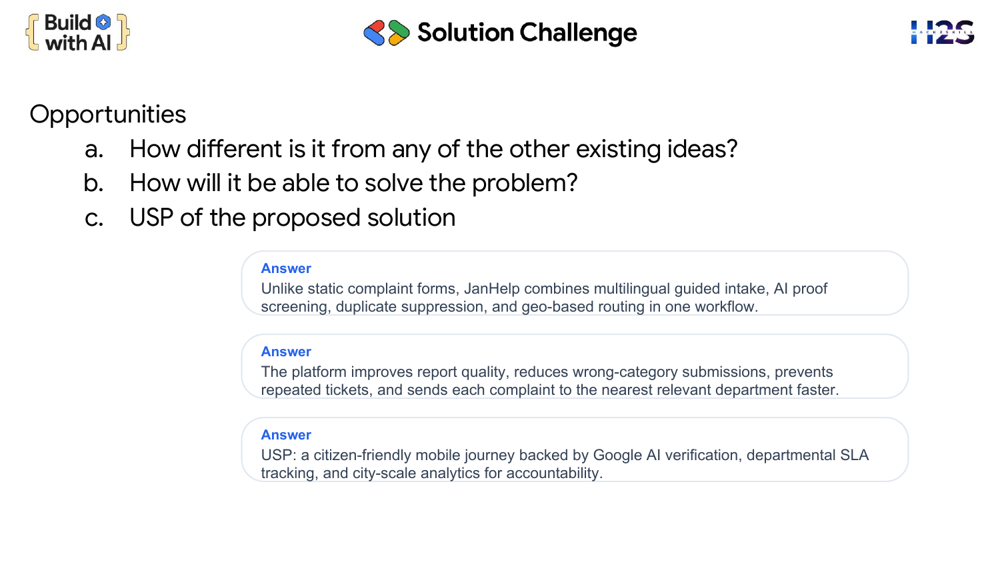 Build
with AI
Solution Challenge
H2S
HACK2SKILL
Opportunities
a. How different is it from any of the other existing ideas?
b. How will it be able to solve the problem?
c. USP of the proposed solution
Answer
Unlike static complaint forms, JanHelp combines multilingual guided intake, AI proof
screening, duplicate suppression, and geo-based routing in one workflow.
Answer
The platform improves report quality, reduces wrong-category submissions, prevents
repeated tickets, and sends each complaint to the nearest relevant department faster.
Answer
USP: a citizen-friendly mobile journey backed by Google AI verification, departmental SLA
tracking, and city-scale analytics for accountability.